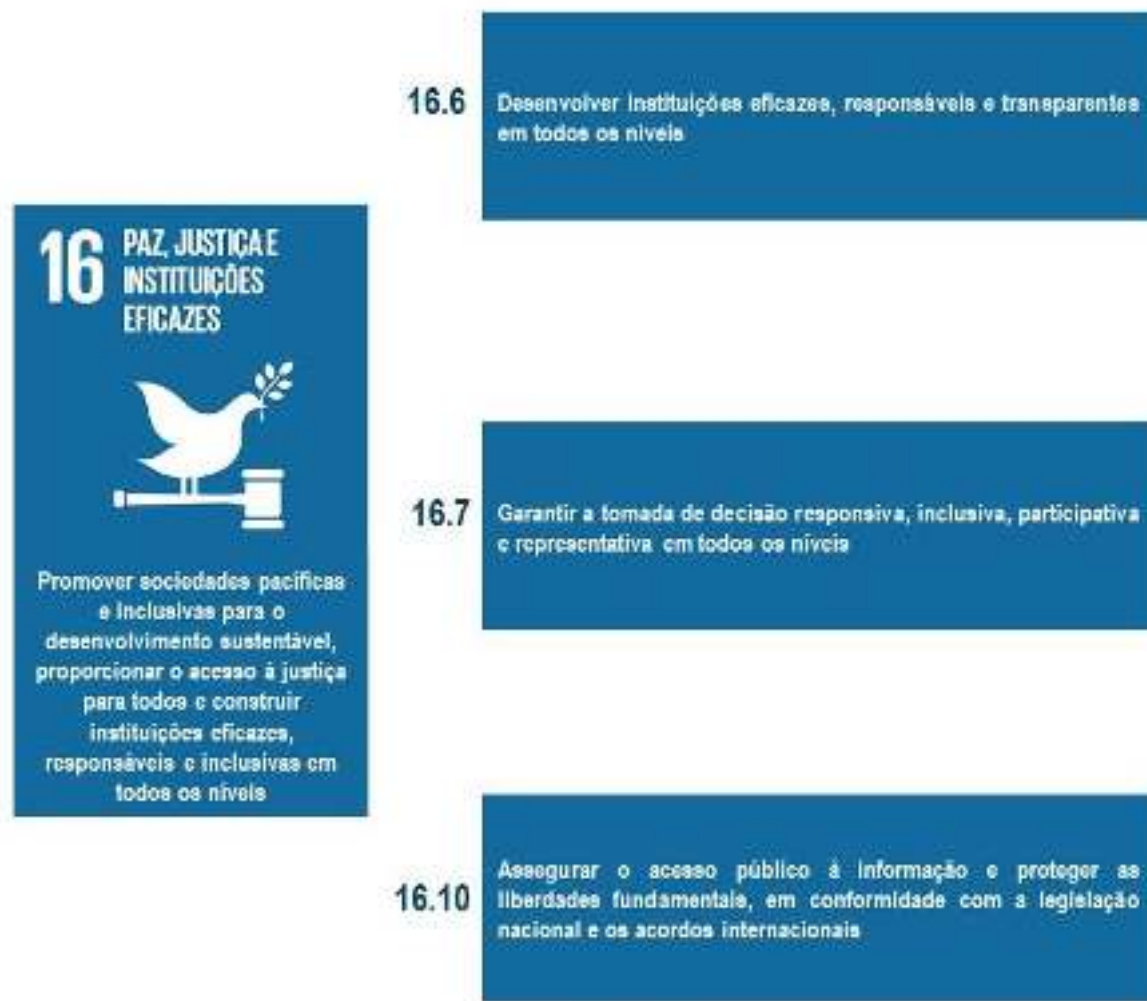 16 PAZ, JUSTIÇA E
INSTITUIÇÕES
EFICAZES
Promover sociedades pacíficas
e inclusivas para o
desenvolvimento sustentável,
proporcionar o acesso à justiça
para todos e construir
instituições eficazes,
responsáveis e inclusivas em
todos os níveis
16.6
Desenvolver instituições eficazes, responsáveis e transparentes
em todos os níveis
16.7
Garantir a tomada de decisão responsiva, inclusiva, participativa
e representativa em todos os níveis
16.10
Assegurar o acesso público à informação e proteger as
liberdades fundamentais, em conformidade com a legislação
nacional e os acordos internacionais